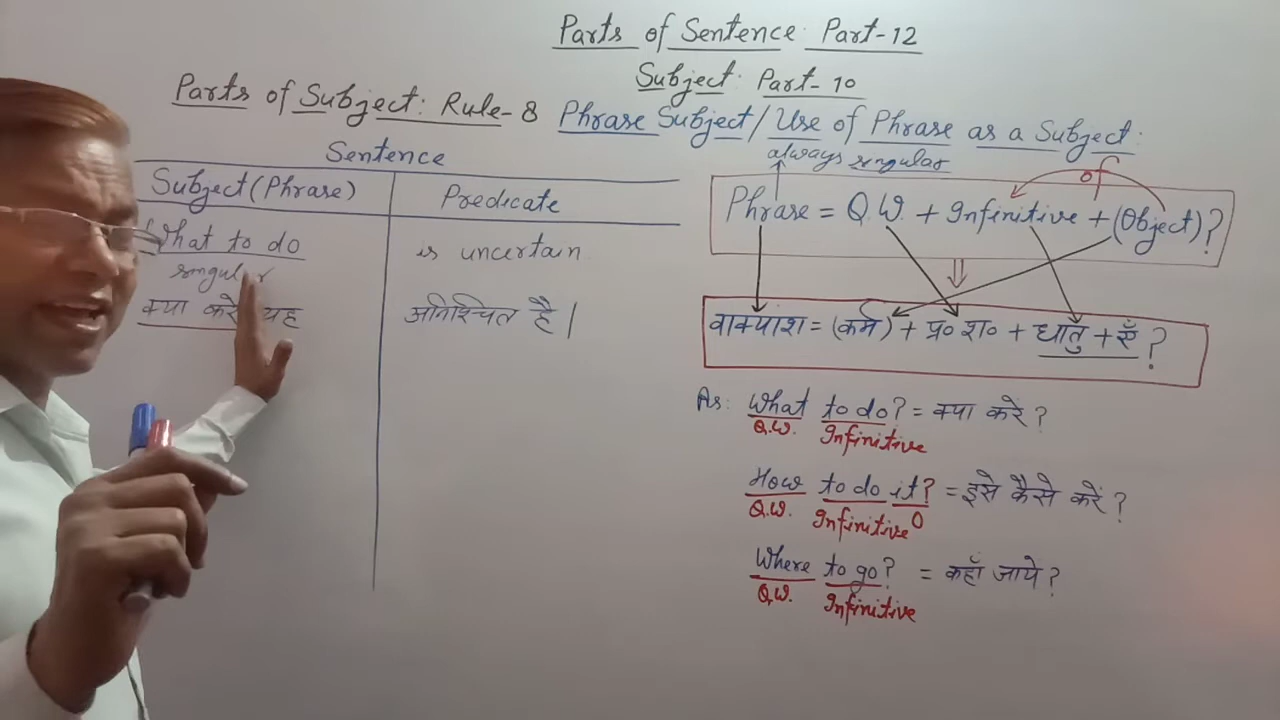 Parts of Sentence: Part-12
Subject: Part-10
Parts of Subject: Rule-8 Phrase Subject/Use of Phrase as a Subject:
Sentence
Subject (Phrase)
Predicate
What to do
is uncertain
singular
क्या करें यह
अनिश्चित है।
always singular
of
Phrase = Q.W. + Infinitive + (Object)?
वाक्यांश = (कर्म) + प्र० श० + धातु + एँ ?
As: What to do? = क्या करें?
Q.W. Infinitive
How to do it? = इसे कैसे करें?
Q.W. Infinitive O
Where to go? = कहाँ जाये?
Q.W. Infinitive